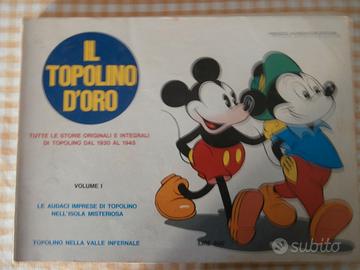 IL
TOPOLINO
D'ORO
TUTTE LE STORIE ORIGINALI E INTEGRALI
DI TOPOLINO DAL 1930 AL 1945
VOLUME I
LE AUDACI IMPRESE DI TOPOLINO
NELL'ISOLA MISTERIOSA
TOPOLINO NELLA VALLE INFERNALE
subito